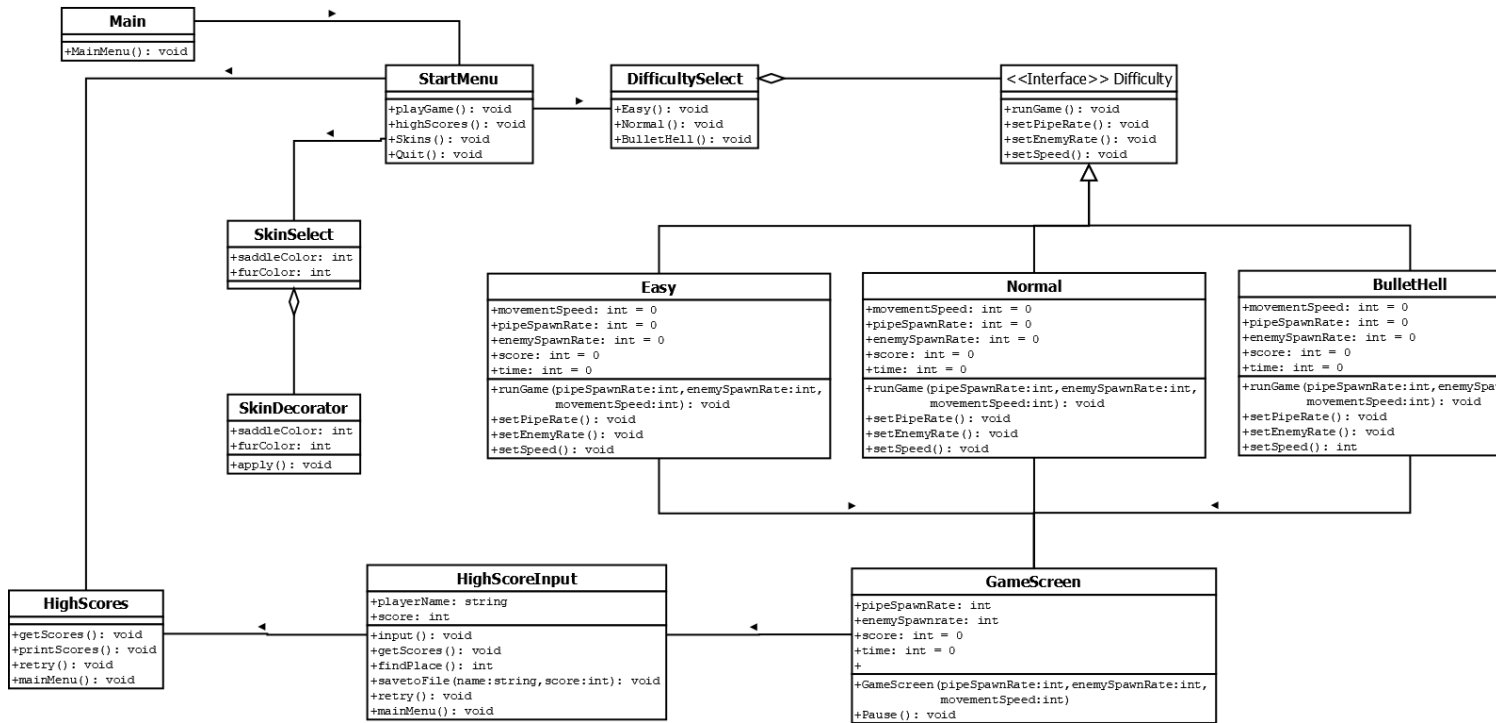 Main
+MainMenu(): void
StartMenu
+playGame(): void
+highScores(): void
+Skins(): void
+Quit(): void
DifficultySelect
+Easy(): void
+Normal(): void
+BulletHell(): void
<<Interface>> Difficulty
+runGame(): void
+setPipeRate(): void
+setEnemyRate(): void
+setSpeed(): void
SkinSelect
+saddleColor: int
+furColor: int
SkinDecorator
+saddleColor: int
+furColor: int
+apply(): void
Easy
+movementSpeed: int = 0
+pipeSpawnRate: int = 0
+enemySpawnRate: int = 0
+score: int = 0
+time: int = 0
+runGame(pipeSpawnRate:int,enemySpawnRate:int,
movementSpeed:int): void
+setPipeRate(): void
+setEnemyRate(): void
+setSpeed(): void
Normal
+movementSpeed: int = 0
+pipeSpawnRate: int = 0
+enemySpawnRate: int = 0
+score: int = 0
+time: int = 0
+runGame(pipeSpawnRate:int,enemySpawnRate:int,
movementSpeed:int): void
+setPipeRate(): void
+setEnemyRate(): void
+setSpeed(): void
BulletHell
+movementSpeed: int = 0
+pipeSpawnRate: int = 0
+enemySpawnRate: int = 0
+score: int = 0
+time: int = 0
+runGame(pipeSpawnRate:int,
movementSpeed:int): void
+setPipeRate(): void
+setEnemyRate(): void
+setSpeed(): int
HighScores
+getScores(): void
+printScores(): void
+retry(): void
+mainMenu(): void
HighScoreInput
+playerName: string
+score: int
+input(): void
+getScores(): void
+findPlace(): int
+savetoFile(name:string,score:int): void
+retry(): void
+mainMenu(): void
GameScreen
+pipeSpawnRate: int
+enemySpawnrate: int
+score: int = 0
+time: int = 0
+
+GameScreen(pipeSpawnRate:int,enemySpawnRate:int,
movementSpeed:int)
+Pause(): void